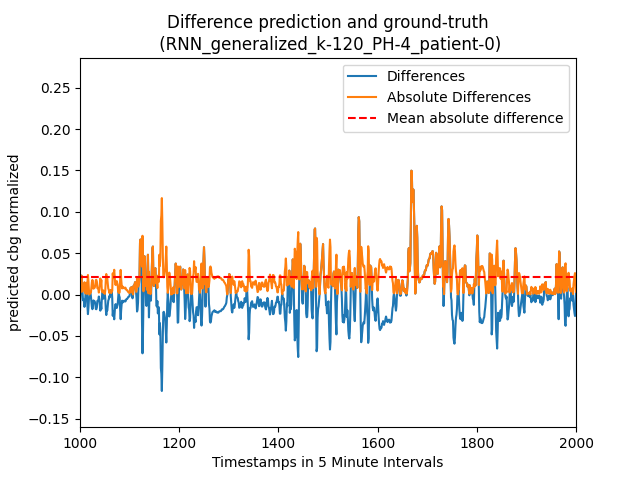 Difference prediction and ground-truth
(RNN_generalized_k-120_PH-4_patient-0)
Differences
Absolute Differences
Mean absolute difference
predicted cbg normalized
0.25
0.20
0.15
0.10
0.05
0.00
−0.05
−0.10
−0.15
1000 1200 1400 1600 1800 2000
Timestamps in 5 Minute Intervals